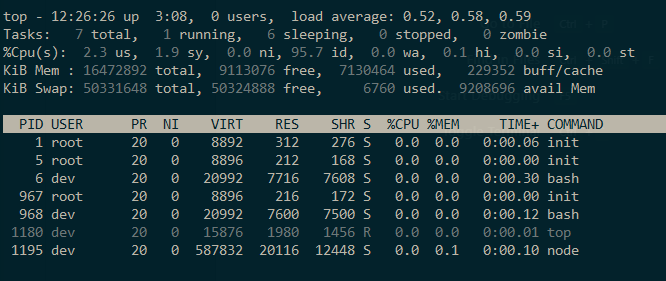 top - 12:26:26 up  3:08,  0 users,  load average: 0.52, 0.58, 0.59
Tasks:   7 total,   1 running,   6 sleeping,   0 stopped,   0 zombie
%Cpu(s):  2.3 us,  1.9 sy,  0.0 ni, 95.7 id,  0.0 wa,  0.1 hi,  0.0 si,  0.0 st
KiB Mem : 16472892 total,  9113076 free,  7130464 used,   229352 buff/cache
KiB Swap: 50331648 total, 50324888 free,     6760 used.  9208696 avail Mem
  PID USER      PR  NI    VIRT    RES    SHR S  %CPU %MEM     TIME+ COMMAND
    1 root      20   0    8892    312    276 S   0.0  0.0   0:00.06 init
    5 root      20   0    8896    212    168 S   0.0  0.0   0:00.00 init
    6 dev       20   0   20992   7716   7608 S   0.0  0.0   0:00.30 bash
  967 root      20   0    8896    216    172 S   0.0  0.0   0:00.00 init
  968 dev       20   0   20992   7600   7500 S   0.0  0.0   0:00.12 bash
 1180 dev       20   0   15876   1980   1456 R   0.0  0.0   0:00.01 top
 1195 dev       20   0  587832  20116  12448 S   0.0  0.1   0:00.10 node